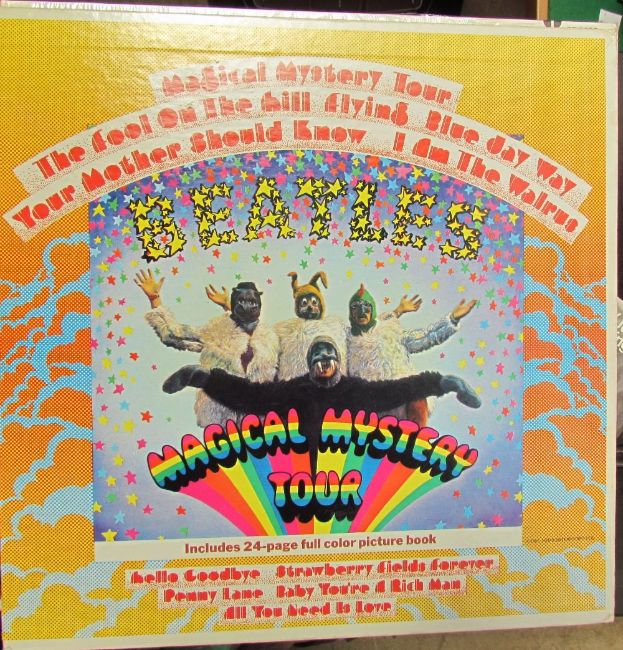 Magical Mystery Tour
The Fool On The Hill Flying Blue Jay Way
Your Mother Should Know I Am The Walrus
BEATLES
MAGICAL MYSTERY
TOUR
Includes 24-page full color picture book
Hello Goodbye Strawberry Fields Forever
Penny Lane Baby You're A Rich Man
All You Need Is Love